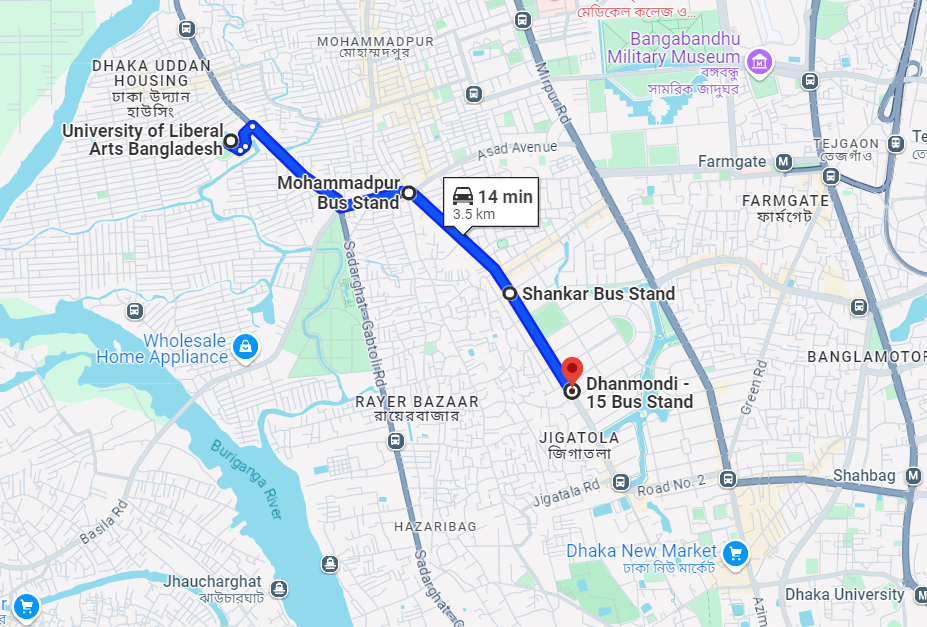 মেডিকেল কলেজ ও...
MOHAMMADPUR
মোহাম্মদপুর
Bangabandhu
Military Museum
বঙ্গবন্ধু
সামরিক জাদুঘর
DHAKA UDDAN
HOUSING
ঢাকা উদ্যান
হাউসিং
Mirpur Rd
University of Liberal
Arts Bangladesh
Asad Avenue
TEJGAON
তেজগাঁও
Te
Farmgate
M
Mohammadpur
Bus Stand
14 min
3.5 km
FARMGATE
ফার্মগেট
Sadarghat - Gabtoli Rd
Shankar Bus Stand
Wholesale
Home Appliance
BANGLAMOTOR
Green Rd
Dhanmondi -
15 Bus Stand
RAYER BAZAAR
রায়েরবাজার
JIGATOLA
জিগাতলা
Buriganga River
Shahbag
M
Jigatala Rd
Road No. 2
Basila Rd
HAZARIBAG
Dhaka New Market
ঢাকা নিউ মার্কেট
Jhaucharghat
ঝাউচারঘাট
Sadarghat - G
Dhaka University
M
Azim